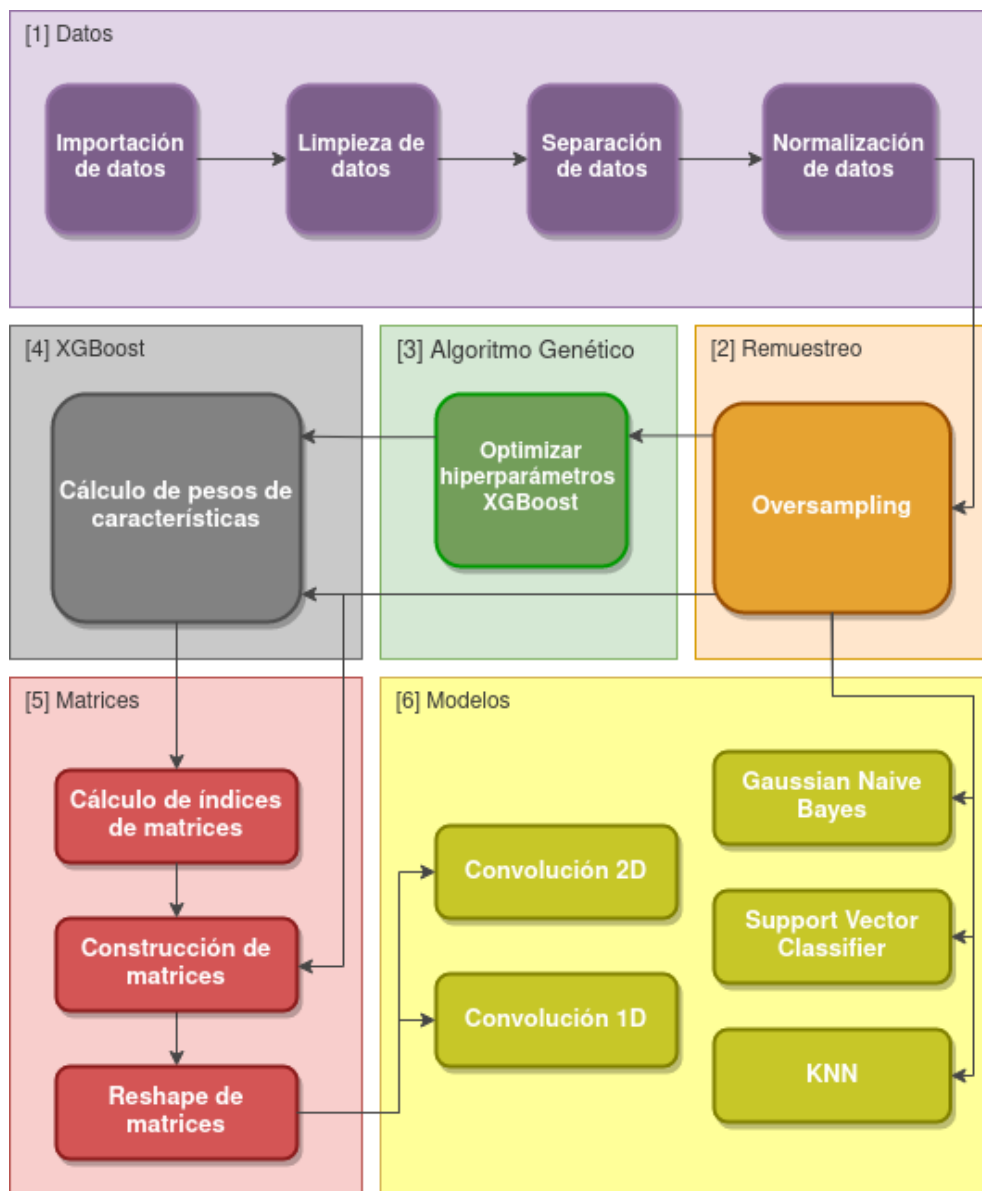 [1] Datos
Importación
de datos
Limpieza de
datos
Separación
de datos
Normalización
de datos
[4] XGBoost
[3] Algoritmo Genético
[2] Remuestreo
Cálculo de pesos de
características
Optimizar
hiperparámetros
XGBoost
Oversampling
[5] Matrices
Cálculo de índices
de matrices
Construcción de
matrices
Reshape de
matrices
[6] Modelos
Convolución 2D
Convolución 1D
Gaussian Naive
Bayes
Support Vector
Classifier
KNN